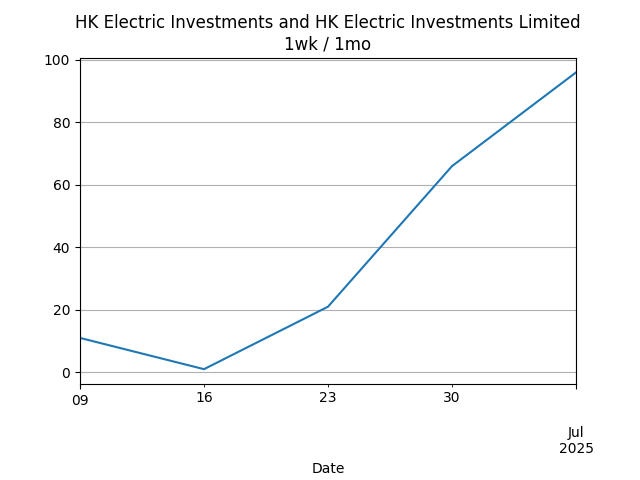 HK Electric Investments and HK Electric Investments Limited
1wk / 1mo
100
80
60
40
20
0
09
16
23
30
Jul
2025
Date